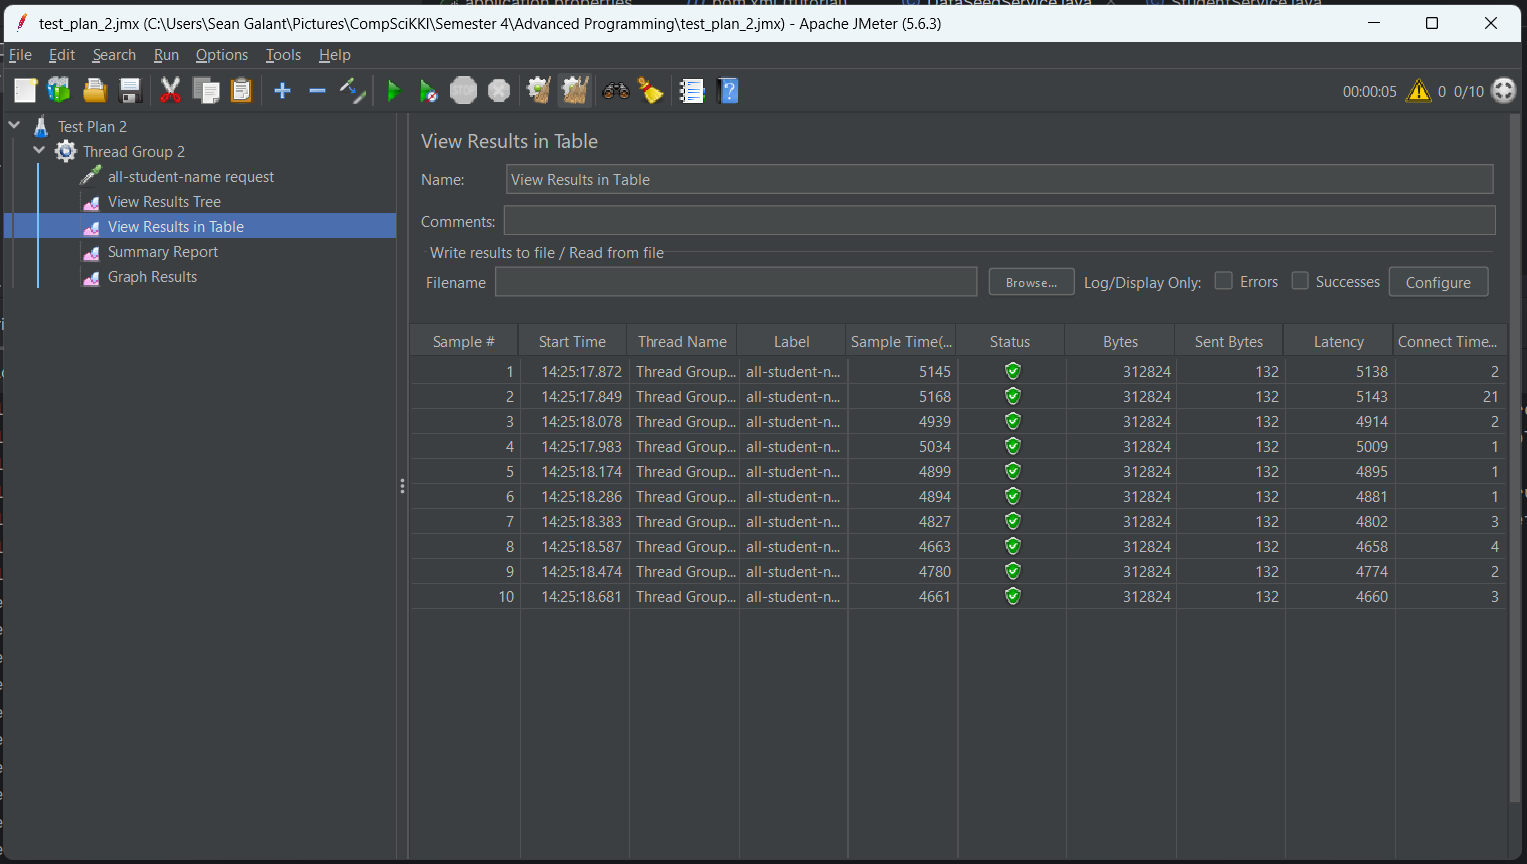 application.properties pom.xml (tutorial) DataSeedService.java StudentService.java
test_plan_2.jmx (C:\Users\Sean Galant\Pictures\CompSciKKI\Semester 4\Advanced Programming\test_plan_2.jmx) - Apache JMeter (5.6.3)
File Edit Search Run Options Tools Help
STOP 00:00:05 0 0/10
Test Plan 2
Thread Group 2
all-student-name request
View Results Tree
View Results in Table
Summary Report
Graph Results
View Results in Table
Name: View Results in Table
Comments:
Write results to file / Read from file
Filename Browse... Log/Display Only: Errors Successes Configure
Sample # Start Time Thread Name Label Sample Time(... Status Bytes Sent Bytes Latency Connect Time...
1 14:25:17.872 Thread Group... all-student-n... 5145 312824 132 5138 2
2 14:25:17.849 Thread Group... all-student-n... 5168 312824 132 5143 21
3 14:25:18.078 Thread Group... all-student-n... 4939 312824 132 4914 2
4 14:25:17.983 Thread Group... all-student-n... 5034 312824 132 5009 1
5 14:25:18.174 Thread Group... all-student-n... 4899 312824 132 4895 1
6 14:25:18.286 Thread Group... all-student-n... 4894 312824 132 4881 1
7 14:25:18.383 Thread Group... all-student-n... 4827 312824 132 4802 3
8 14:25:18.587 Thread Group... all-student-n... 4663 312824 132 4658 4
9 14:25:18.474 Thread Group... all-student-n... 4780 312824 132 4774 2
10 14:25:18.681 Thread Group... all-student-n... 4661 312824 132 4660 3